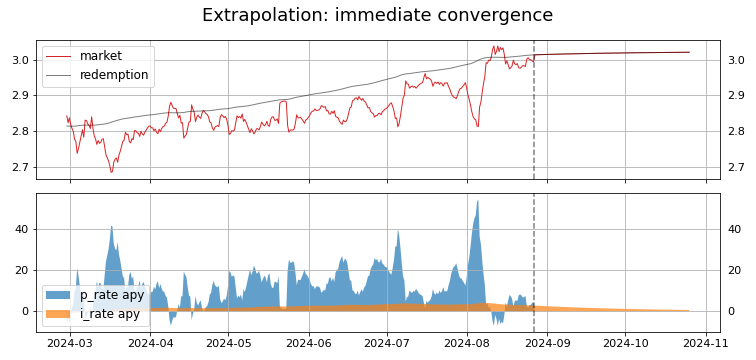 Extrapolation: immediate convergence
market
redemption
3.0
2.9
2.8
2.7
3.0
2.9
2.8
2.7
40
20
0
40
20
0
p_rate apy
i_rate apy
2024-03 2024-04 2024-05 2024-06 2024-07 2024-08 2024-09 2024-10 2024-11